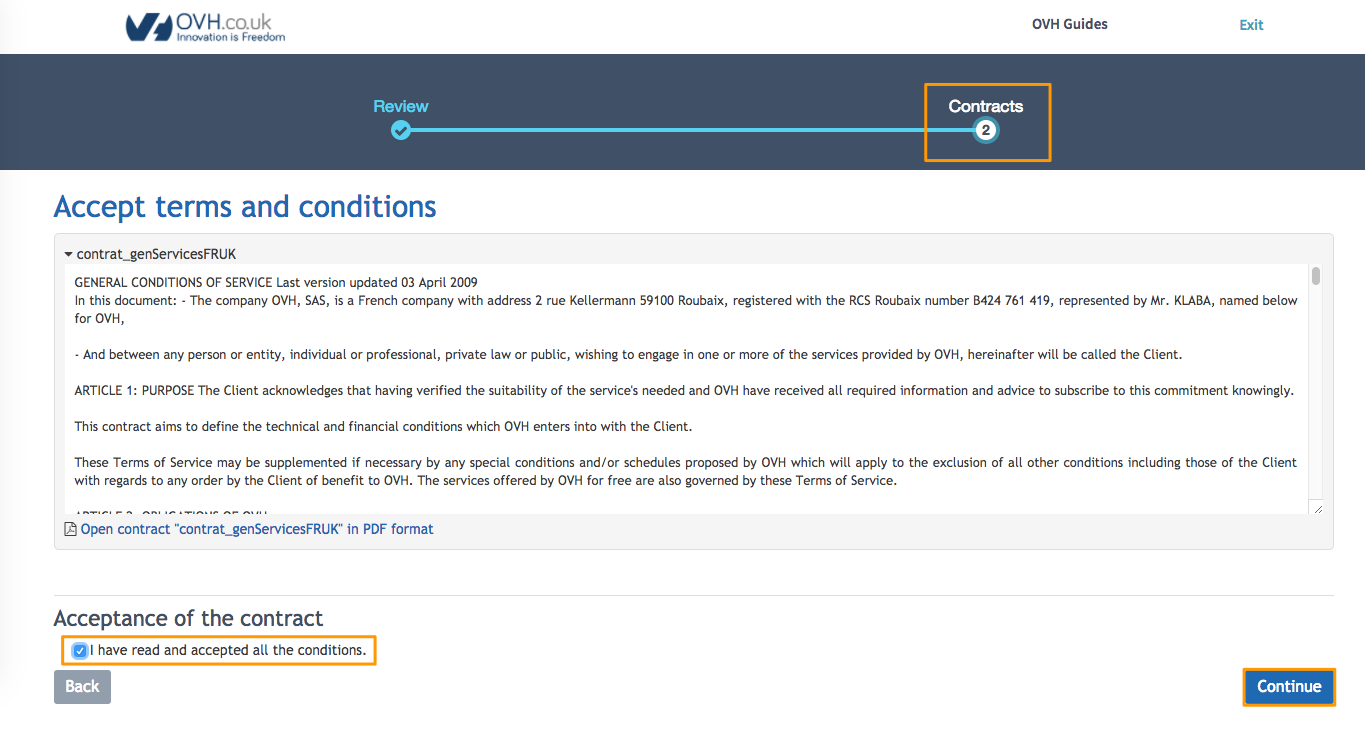 OVH.co.uk
Innovation is Freedom
OVH Guides
Exit
Review
Contracts
2
Accept terms and conditions
contrat_genServicesFRUK
GENERAL CONDITIONS OF SERVICE Last version updated 03 April 2009
In this document: - The company OVH, SAS, is a French company with address 2 rue Kellermann 59100 Roubaix, registered with the RCS Roubaix number B424 761 419, represented by Mr. KLABA, named below
for OVH,
- And between any person or entity, individual or professional, private law or public, wishing to engage in one or more of the services provided by OVH, hereinafter will be called the Client.
ARTICLE 1: PURPOSE The Client acknowledges that having verified the suitability of the service's needed and OVH have received all required information and advice to subscribe to this commitment knowingly.
This contract aims to define the technical and financial conditions which OVH enters into with the Client.
These Terms of Service may be supplemented if necessary by any special conditions and/or schedules proposed by OVH which will apply to the exclusion of all other conditions including those of the Client
with regards to any order by the Client of benefit to OVH. The services offered by OVH for free are also governed by these Terms of Service.
ARTICLE 2: OBLIGATIONS OF OVH
Open contract "contrat_genServicesFRUK" in PDF format
Acceptance of the contract
I have read and accepted all the conditions.
Back
Continue